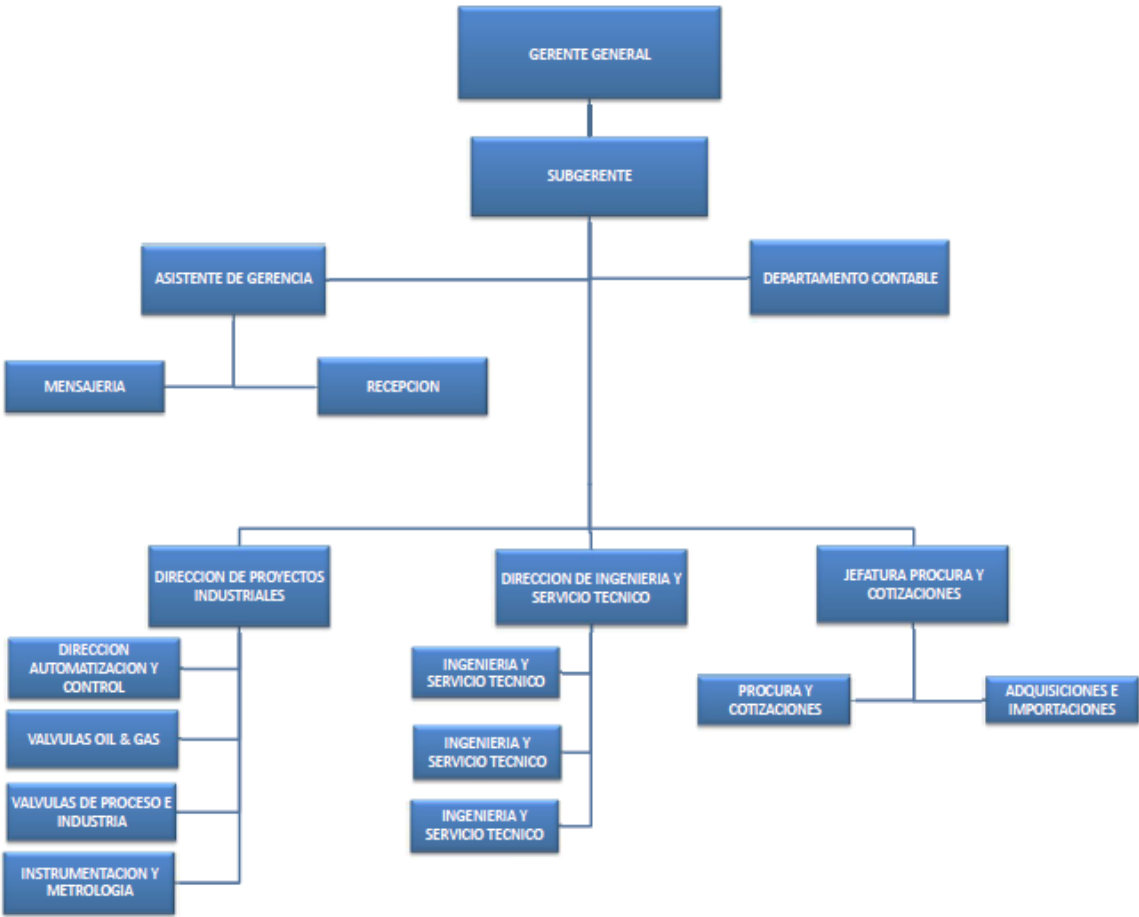 GERENTE GENERAL
SUBGERENTE
ASISTENTE DE GERENCIA
DEPARTAMENTO CONTABLE
MENSAJERIA
RECEPCION
DIRECCION DE PROYECTOS
INDUSTRIALES
DIRECCION DE INGENIERIA Y
SERVICIO TECNICO
JEFATURA PROCURA Y
COTIZACIONES
DIRECCION
AUTOMATIZACION Y
CONTROL
VALVULAS OIL & GAS
VALVULAS DE PROCESO E
INDUSTRIA
INSTRUMENTACION Y
METROLOGIA
INGENIERIA Y
SERVICIO TECNICO
INGENIERIA Y
SERVICIO TECNICO
INGENIERIA Y
SERVICIO TECNICO
PROCURA Y
COTIZACIONES
ADQUISICIONES E
IMPORTACIONES